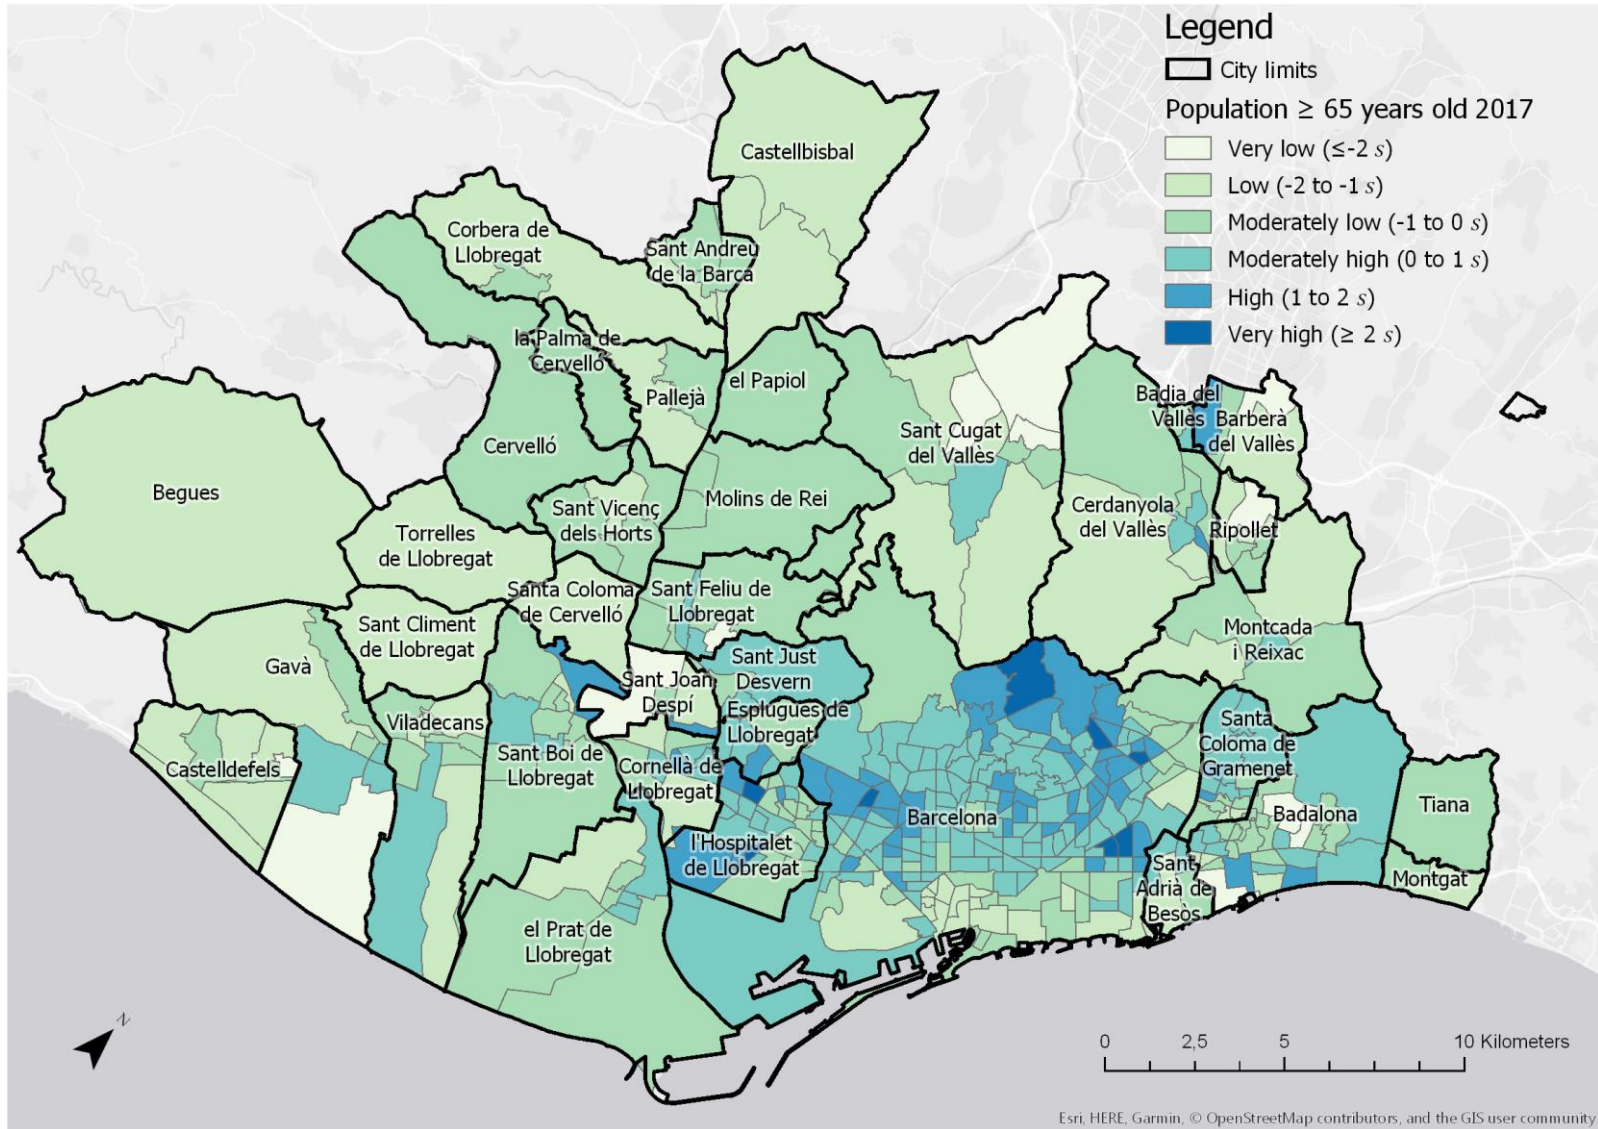 Legend
City limits
Population ≥ 65 years old 2017
Very low (≤-2 s)
Low (-2 to -1 s)
Moderately low (-1 to 0 s)
Moderately high (0 to 1 s)
High (1 to 2 s)
Very high (≥ 2 s)
Castellbisbal
Corbera de
Llobregat
Sant Andreu
de la Barca
la Palma de
Cervelló
Pallejà
el Papiol
Badia del
Vallès
Barberà
del Vallès
Sant Cugat
del Vallès
Cervelló
Begues
Molins de Rei
Sant Vicenç
dels Horts
Cerdanyola
del Vallès
Ripollet
Torrelles
de Llobregat
Santa Coloma
de Cervelló
Sant Feliu de
Llobregat
Sant Climent
de Llobregat
Montcada
i Reixac
Gavà
Sant Just
Desvern
Sant Joan
Despí
Esplugues de
Llobregat
Viladecans
Santa
Coloma de
Gramenet
Sant Boi de
Llobregat
Castelldefels
Cornellà de
Llobregat
Tiana
Badalona
Barcelona
l'Hospitalet
de Llobregat
Sant
Adrià de
Besòs
Montgat
el Prat de
Llobregat
N
0 2,5 5 10 Kilometers
Esri, HERE, Garmin, © OpenStreetMap contributors, and the GIS user community